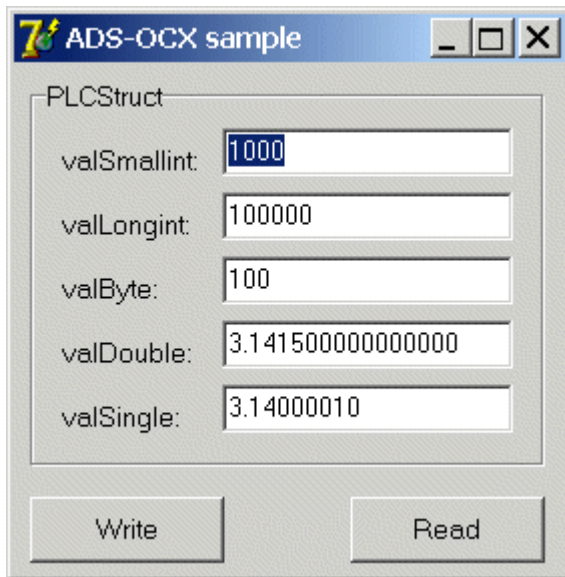 ADS-OCX sample
PLCStruct
valSmallint: 1000
valLongint: 100000
valByte: 100
valDouble: 3.141500000000000
valSingle: 3.14000010
Write Read